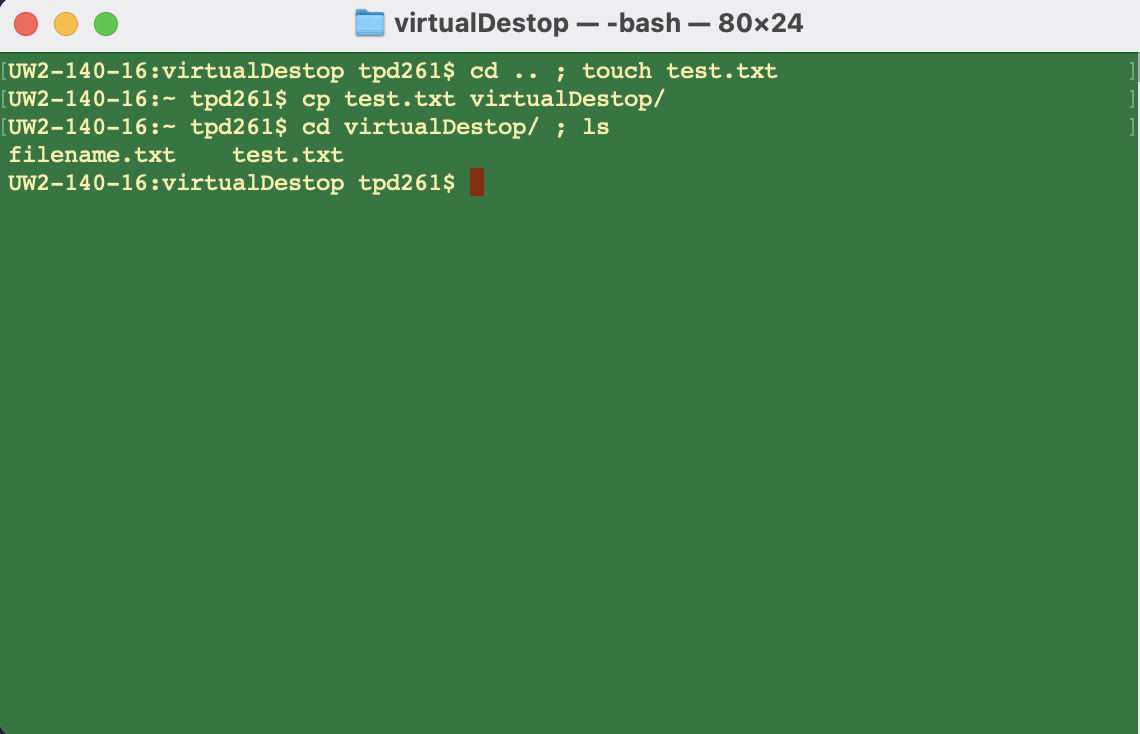 virtualDestop — -bash — 80×24
[UW2-140-16:virtualDestop tpd261$ cd .. ; touch test.txt ]
[UW2-140-16:~ tpd261$ cp test.txt virtualDestop/ ]
[UW2-140-16:~ tpd261$ cd virtualDestop/ ; ls ]
filename.txt    test.txt
UW2-140-16:virtualDestop tpd261$